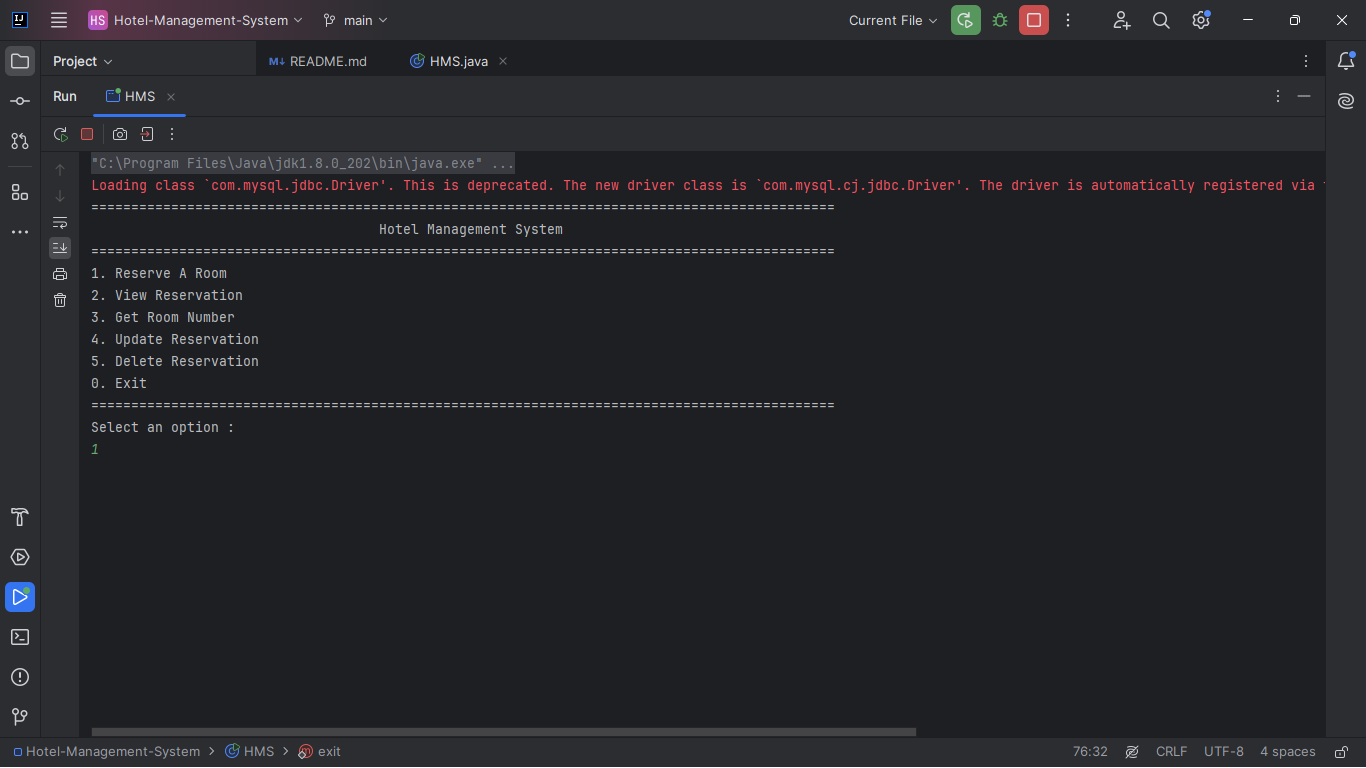 HS Hotel-Management-System main Current File
Project README.md HMS.java
Run HMS
"C:\Program Files\Java\jdk1.8.0_202\bin\java.exe" ...
Loading class `com.mysql.jdbc.Driver'. This is deprecated. The new driver class is `com.mysql.cj.jdbc.Driver'. The driver is automatically registered via
=============================================================================================
Hotel Management System
=============================================================================================
1. Reserve A Room
2. View Reservation
3. Get Room Number
4. Update Reservation
5. Delete Reservation
0. Exit
=============================================================================================
Select an option :
1
Hotel-Management-System > HMS > exit 76:32 CRLF UTF-8 4 spaces